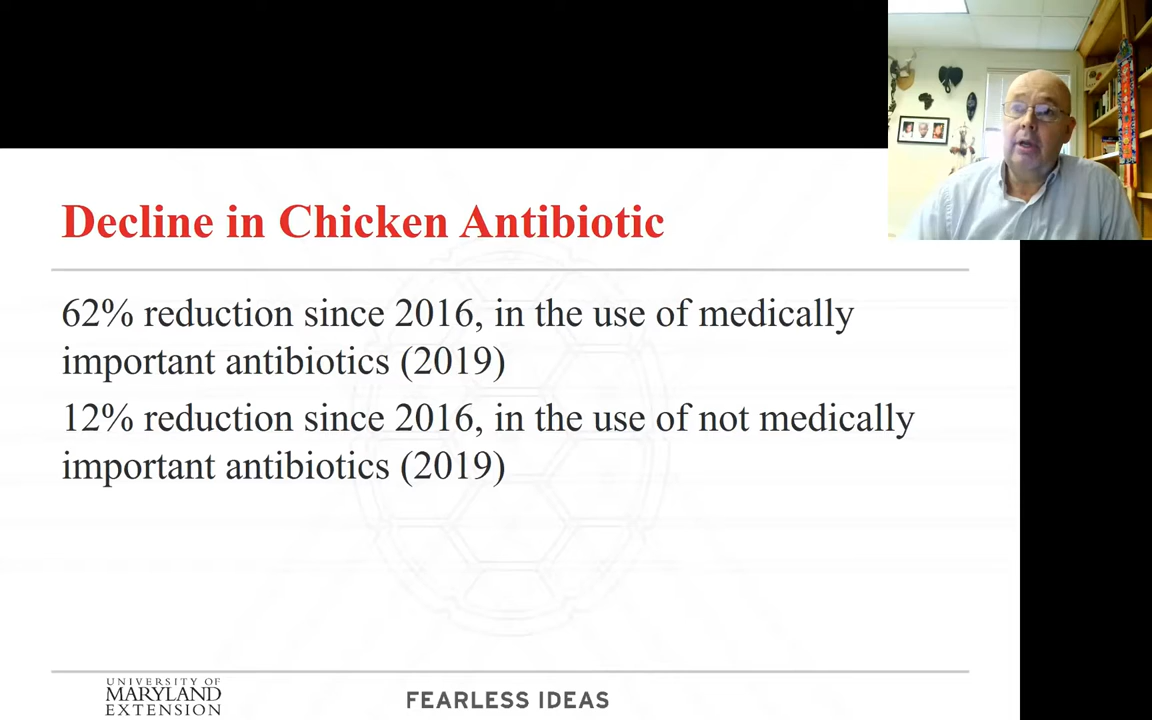 Decline in Chicken Antibiotic
62% reduction since 2016, in the use of medically
important antibiotics (2019)
12% reduction since 2016, in the use of not medically
important antibiotics (2019)
UNIVERSITY OF
MARYLAND
EXTENSION
FEARLESS IDEAS